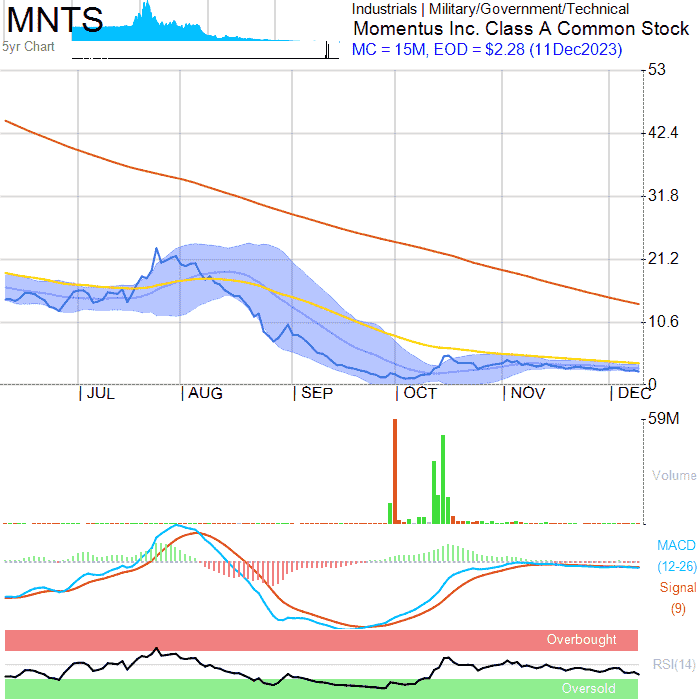 MNTS
5yr Chart
Industrials | Military/Government/Technical
Momentus Inc. Class A Common Stock
MC = 15M, EOD = $2.28 (11Dec2023)
53
42.4
31.8
21.2
10.6
0
JUL
AUG
SEP
OCT
NOV
DEC
59M
Volume
MACD
(12-26)
Signal
(9)
Overbought
RSI(14)
Oversold